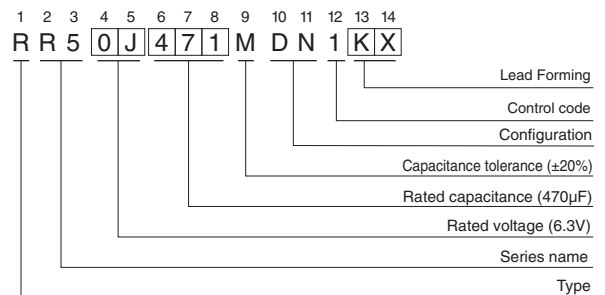 1 2 3 4 5 6 7 8 9 10 11 12 13 14
R R 5 0 J 4 7 1 M D N 1 K X
Lead Forming
Control code
Configuration
Capacitance tolerance (±20%)
Rated capacitance (470µF)
Rated voltage (6.3V)
Series name
Type